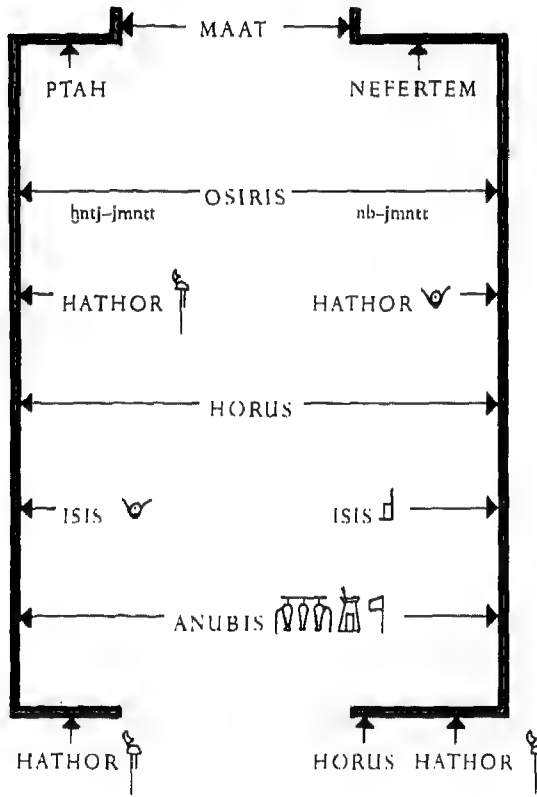 MAAT
PTAH NEFERTEM
OSIRIS
ḫntj-jmntt nb-jmntt
HATHOR HATHOR
HORUS
ISIS ISIS
ANUBIS
HATHOR HORUS HATHOR